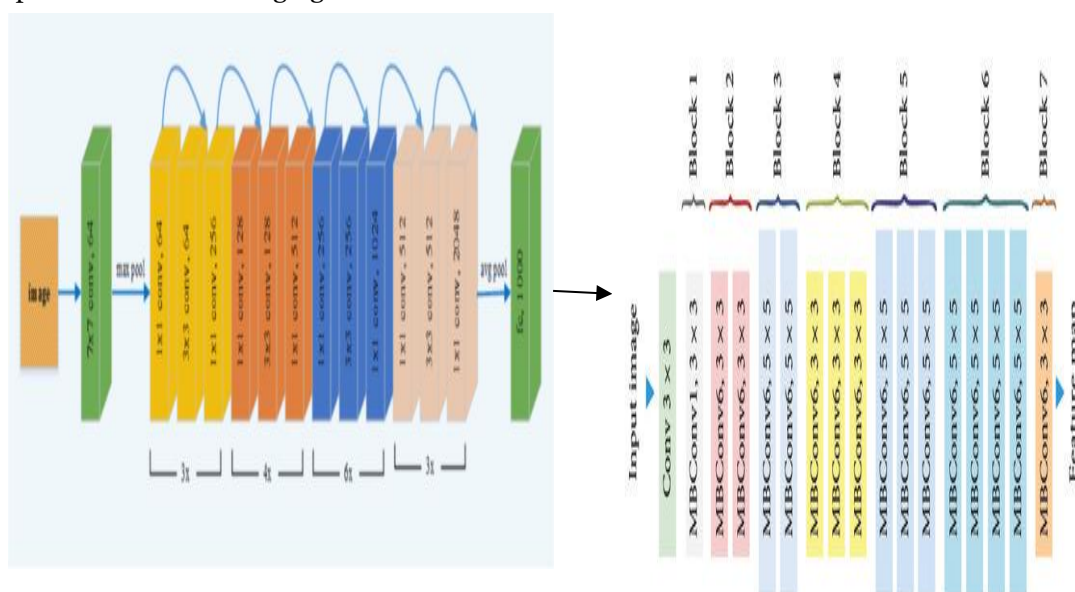 image
7x7 conv, 64
max pool
1x1 conv, 64
3x3 conv, 64
1x1 conv, 256
1x1 conv, 128
3x3 conv, 128
1x1 conv, 512
1x1 conv, 256
3x3 conv, 256
1x1 conv, 1024
1x1 conv, 512
3x3 conv, 512
1x1 conv, 2048
avg pool
fc, 1000
3x
4x
6x
3x
Block 1
Block 2
Block 3
Block 4
Block 5
Block 6
Block 7
Input image
Conv 3 × 3
MBConv1, 3 × 3
MBConv6, 3 × 3
MBConv6, 3 × 3
MBConv6, 5 × 5
MBConv6, 5 × 5
MBConv6, 3 × 3
MBConv6, 3 × 3
MBConv6, 3 × 3
MBConv6, 5 × 5
MBConv6, 5 × 5
MBConv6, 5 × 5
MBConv6, 5 × 5
MBConv6, 5 × 5
MBConv6, 5 × 5
MBConv6, 5 × 5
MBConv6, 3 × 3
Feature map